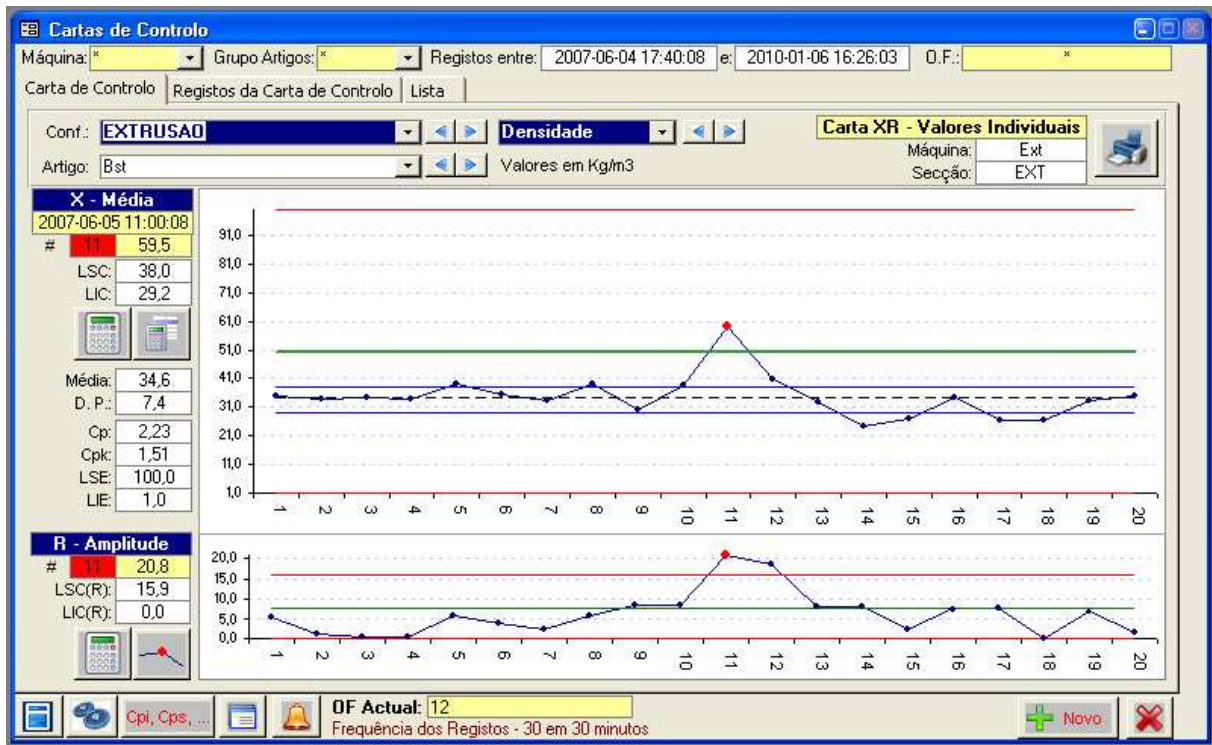 Cartas de Controlo
Máquina: * Grupo Artigos: * Registos entre: 2007-06-04 17:40:08 e: 2010-01-06 16:26:03 O.F.: *
Carta de Controlo Registos da Carta de Controlo Lista
Conf.: EXTRUSAO Densidade Carta XR - Valores Individuais
Máquina: Ext
Artigo: Bst Valores em Kg/m3
Secção: EXT
X - Média
2007-06-05 11:00:08
# 11 59,5
LSC: 38,0
LIC: 29,2
Média: 34,6
D. P.: 7,4
Cp: 2,23
Cpk: 1,51
LSE: 100,0
LIE: 1,0
91,0
81,0
71,0
61,0
51,0
41,0
31,0
21,0
11,0
1,0
1 2 3 4 5 6 7 8 9 10 11 12 13 14 15 16 17 18 19 20
R - Amplitude
# 11 20,8
LSC(R): 15,9
LIC(R): 0,0
20,0
15,0
10,0
5,0
0,0
1 2 3 4 5 6 7 8 9 10 11 12 13 14 15 16 17 18 19 20
Cpi, Cps, ... OF Actual: 12 Novo
Frequência dos Registos - 30 em 30 minutos